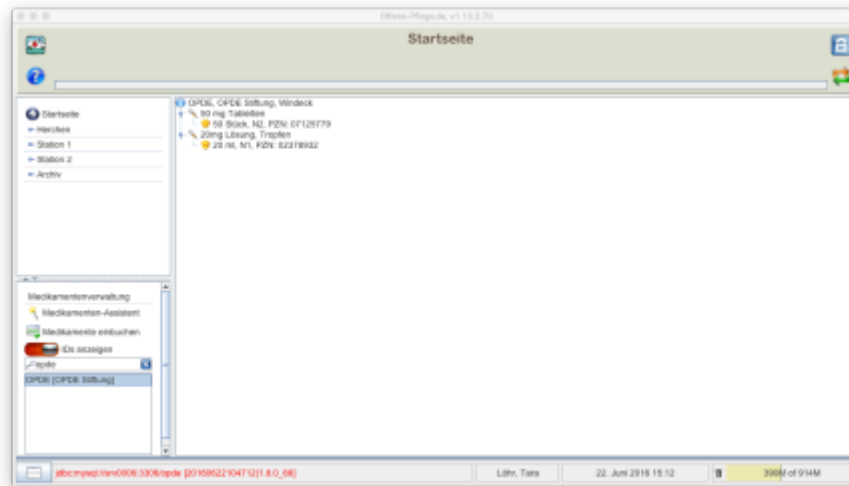 Offene-Pflege.de, v1.13.2.70
Startseite
Startseite
Herchen
Station 1
Station 2
Archiv
OPDE, OPDE Stiftung, Windeck
50 mg Tabletten
50 Stück, N2, PZN: 07125779
20mg Lösung, Tropfen
20 ml, N1, PZN: 02378932
Medikamentenverwaltung
Medikamenten-Assistent
Medikamente einbuchen
IDs anzeigen
opde
OPDE [OPDE Stiftung]
Löhr, Tara
22. Juni 2016 15:12
398M of 914M